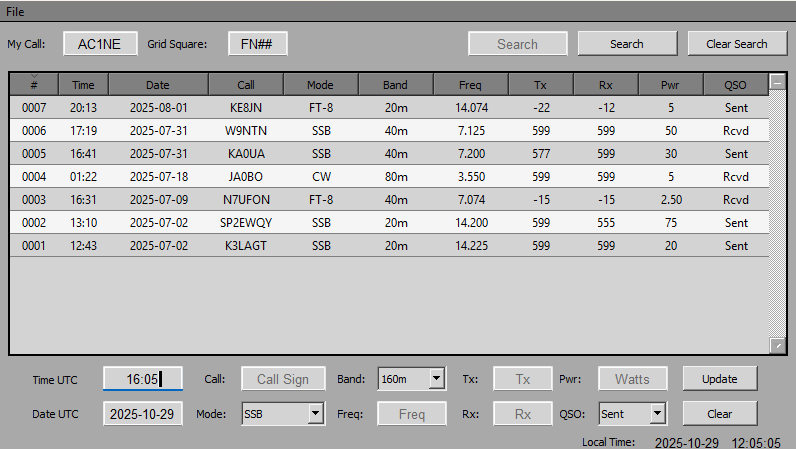 File
My Call: AC1NE Grid Square: FN## Search Search Clear Search
# Time Date Call Mode Band Freq Tx Rx Pwr QSO
0007 20:13 2025-08-01 KE8JN FT-8 20m 14.074 -22 -12 5 Sent
0006 17:19 2025-07-31 W9NTN SSB 40m 7.125 599 599 50 Rcvd
0005 16:41 2025-07-31 KA0UA SSB 40m 7.200 577 599 30 Sent
0004 01:22 2025-07-18 JA0BO CW 80m 3.550 599 599 5 Rcvd
0003 16:31 2025-07-09 N7UFON FT-8 40m 7.074 -15 -15 2.50 Rcvd
0002 13:10 2025-07-02 SP2EWQY SSB 20m 14.200 599 555 75 Sent
0001 12:43 2025-07-02 K3LAGT SSB 20m 14.225 599 599 20 Sent
Time UTC 16:05 Call: Call Sign Band: 160m Tx: Tx Pwr: Watts Update
Date UTC 2025-10-29 Mode: SSB Freq: Freq Rx: Rx QSO: Sent Clear
Local Time: 2025-10-29 12:05:05